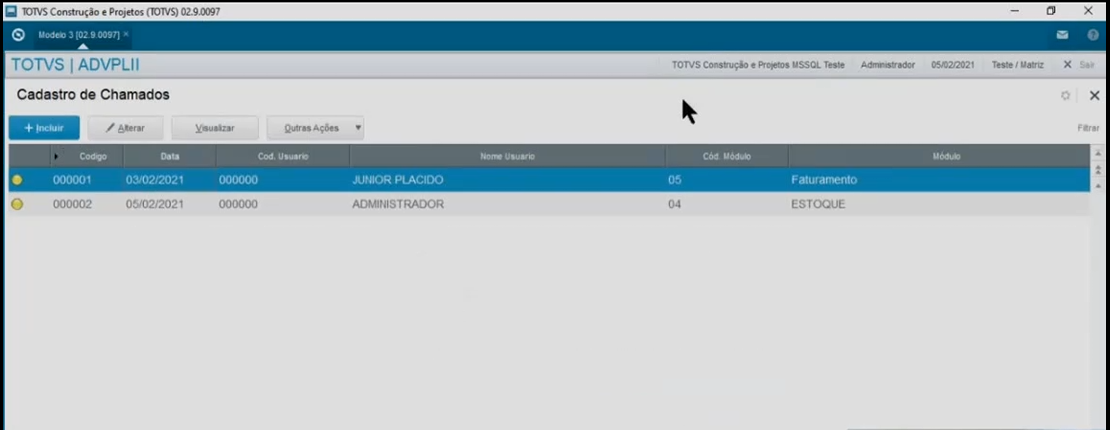 TOTVS Construção e Projetos (TOTVS) 02.9.0097
Modelo 3 [02.9.0097] ×
TOTVS | ADVPLII TOTVS Construção e Projetos MSSQL Teste Administrador 05/02/2021 Teste / Matriz X Sair
Cadastro de Chamados
+ Incluir Alterar Visualizar Outras Ações Filtrar
Codigo Data Cod. Usuario Nome Usuario Cód. Módulo Módulo
000001 03/02/2021 000000 JUNIOR PLACIDO 05 Faturamento
000002 05/02/2021 000000 ADMINISTRADOR 04 ESTOQUE